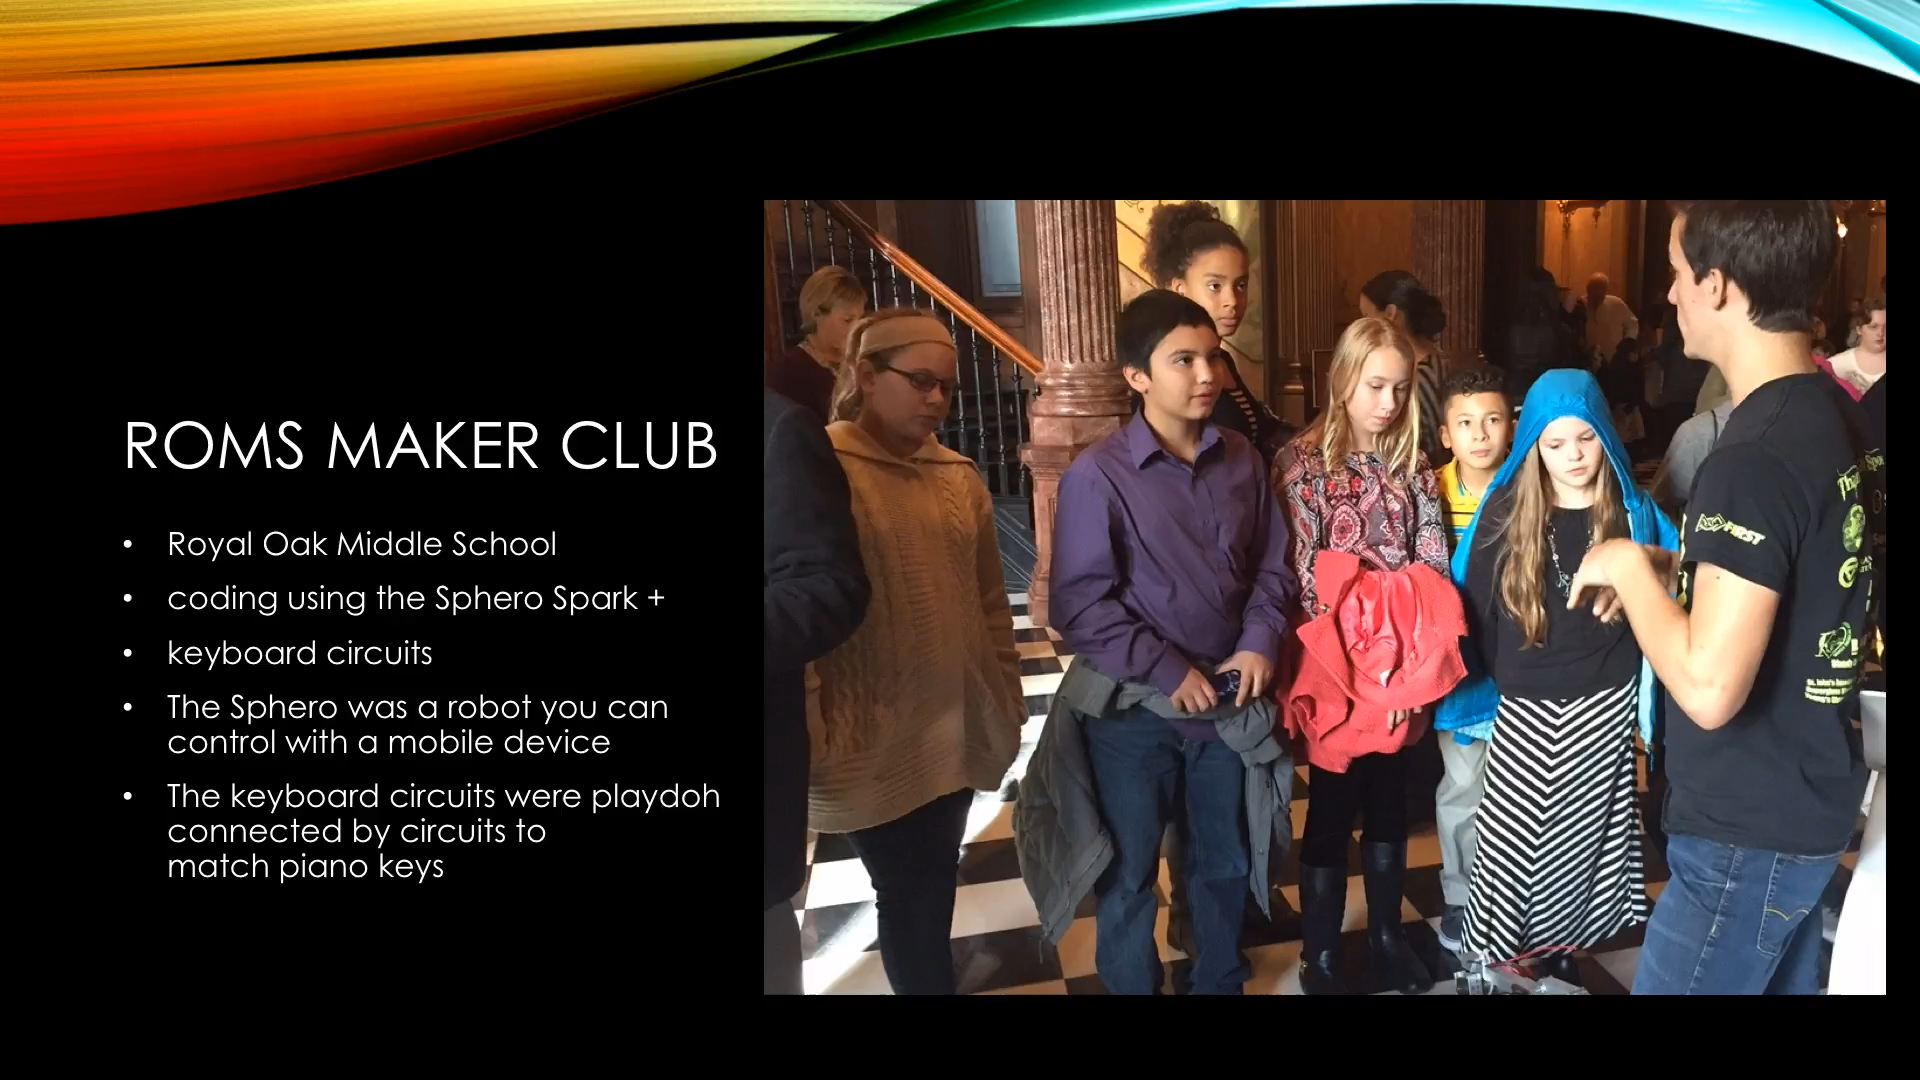 ROMS MAKER CLUB
• Royal Oak Middle School
• coding using the Sphero Spark +
• keyboard circuits
• The Sphero was a robot you can
control with a mobile device
• The keyboard circuits were playdoh
connected by circuits to
match piano keys
FIRST